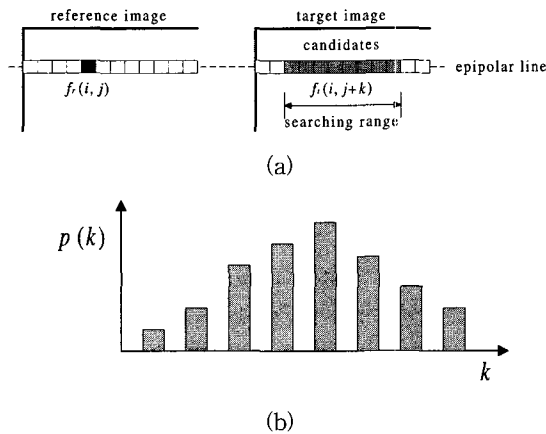 reference image
target image
candidates
epipolar line
f_r(i, j)
f_t(i, j+k)
searching range
(a)
p(k)
k
(b)